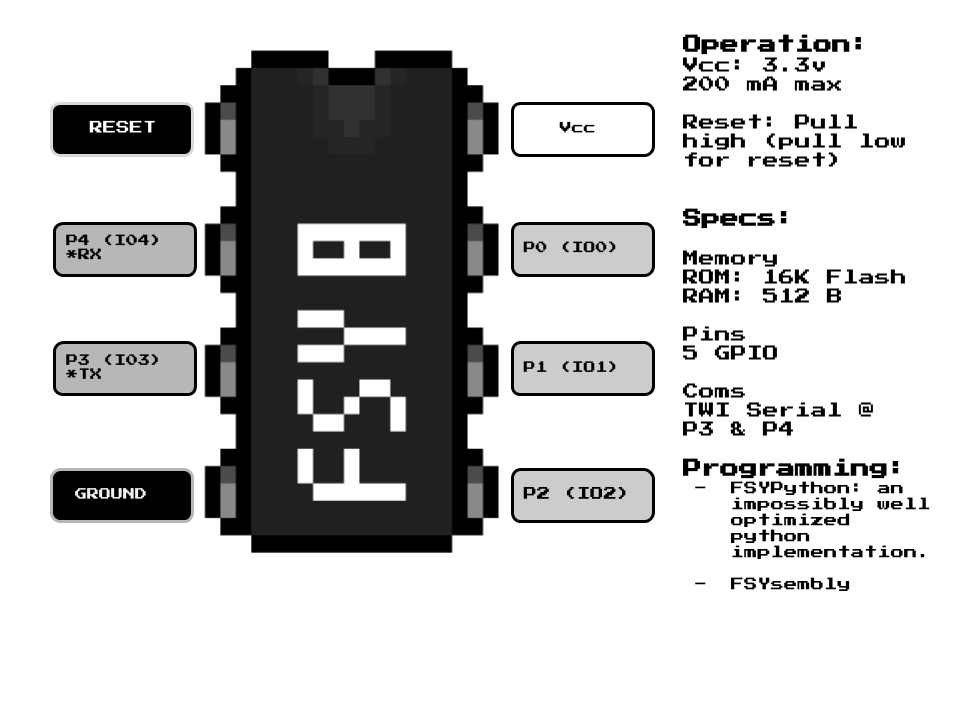 RESET
P4 (IO4)
*RX
P3 (IO3)
*TX
GROUND
FSY B
Vcc
P0 (IO0)
P1 (IO1)
P2 (IO2)
Operation:
Vcc: 3.3v
200 mA max
Reset: Pull
high (pull low
for reset)
Specs:
Memory
ROM: 16K Flash
RAM: 512 B
Pins
5 GPIO
Coms
TWI Serial @
P3 & P4
Programming:
- FSYPython: an
impossibly well
optimized
python
implementation.
- FSYsembly